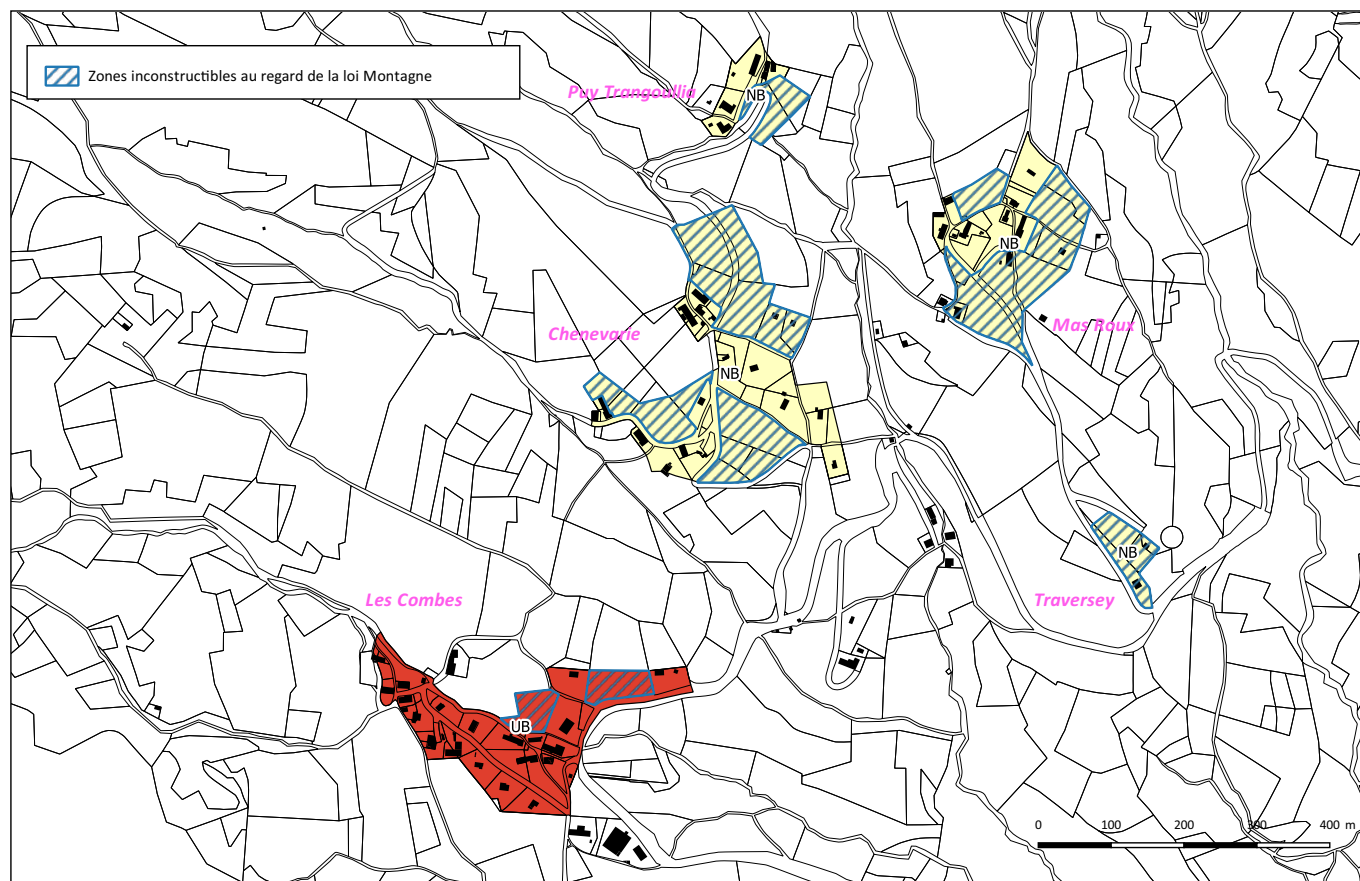 Zones inconstructibles au regard de la loi Montagne
Puy Trangoullia
NB
NB
Mas Roux
Chenevarie
NB
NB
Les Combes
Traversey
UB
0 100 200 300 400 m